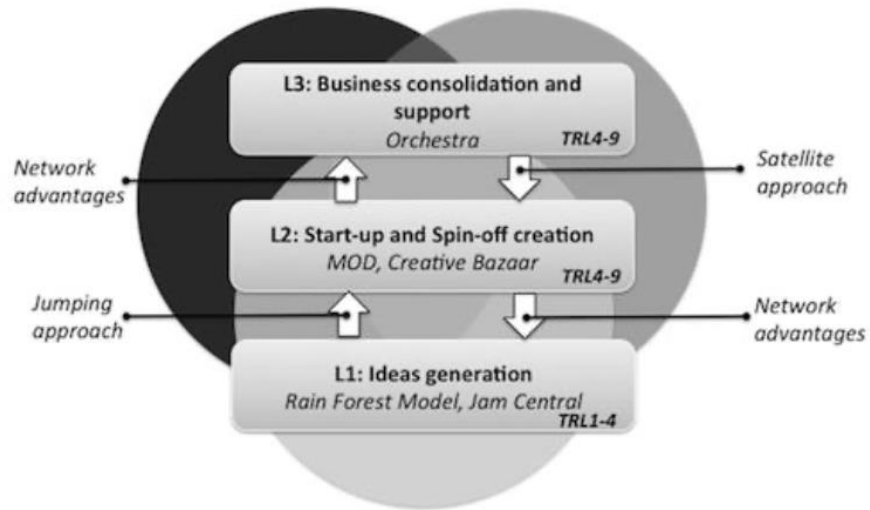 L3: Business consolidation and
support
Orchestra
TRL4-9
Network
advantages
Satellite
approach
L2: Start-up and Spin-off creation
MOD, Creative Bazaar
TRL4-9
Jumping
approach
Network
advantages
L1: Ideas generation
Rain Forest Model, Jam Central
TRL1-4